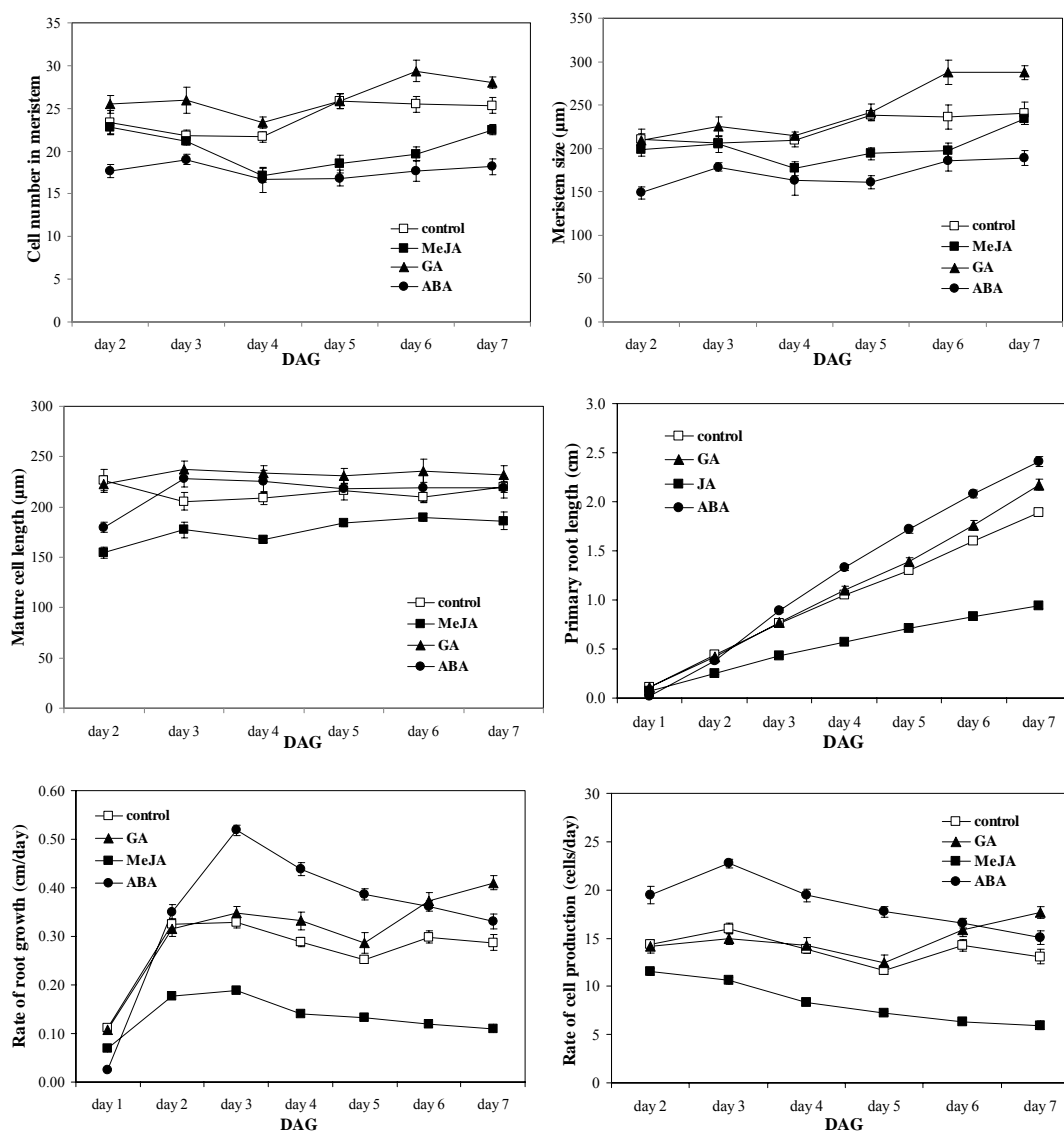 Cell number in meristem
35
30
25
20
15
10
5
0
control
MeJA
GA
ABA
day 2 day 3 day 4 day 5 day 6 day 7
DAG
Meristem size (µm)
350
300
250
200
150
100
50
0
control
MeJA
GA
ABA
day 2 day 3 day 4 day 5 day 6 day 7
DAG
Mature cell length (µm)
300
250
200
150
100
50
0
control
MeJA
GA
ABA
day 2 day 3 day 4 day 5 day 6 day 7
DAG
Primary root length (cm)
3.0
2.5
2.0
1.5
1.0
0.5
0.0
control
GA
JA
ABA
day 1 day 2 day 3 day 4 day 5 day 6 day 7
DAG
Rate of root growth (cm/day)
0.60
0.50
0.40
0.30
0.20
0.10
0.00
control
GA
MeJA
ABA
day 1 day 2 day 3 day 4 day 5 day 6 day 7
DAG
Rate of cell production (cells/day)
30
25
20
15
10
5
0
control
GA
MeJA
ABA
day 2 day 3 day 4 day 5 day 6 day 7
DAG